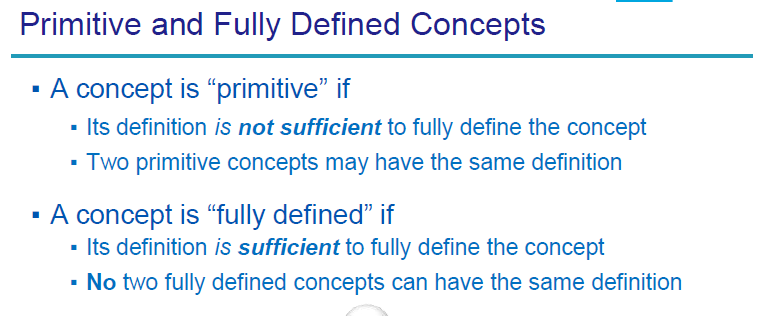 Primitive and Fully Defined Concepts
▪ A concept is “primitive” if
▪ Its definition is not sufficient to fully define the concept
▪ Two primitive concepts may have the same definition
▪ A concept is “fully defined” if
▪ Its definition is sufficient to fully define the concept
▪ No two fully defined concepts can have the same definition